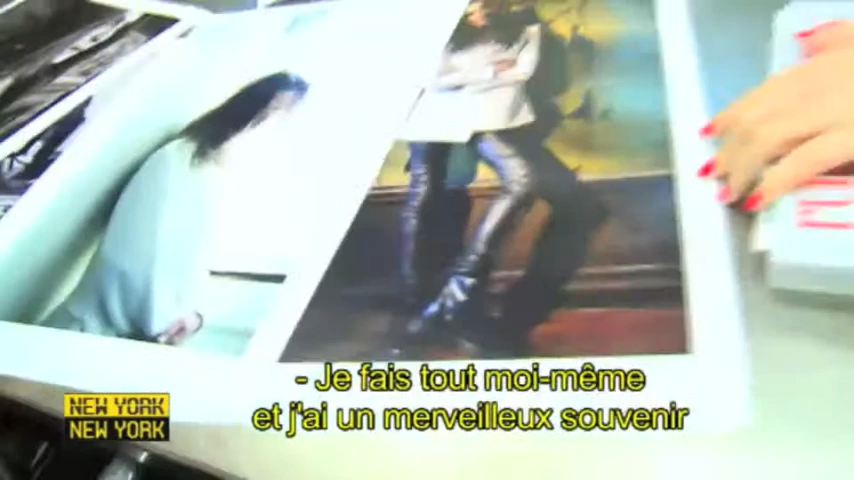 - Je fais tout moi-même
et j'ai un merveilleux souvenir
NEW YORK
NEW YORK